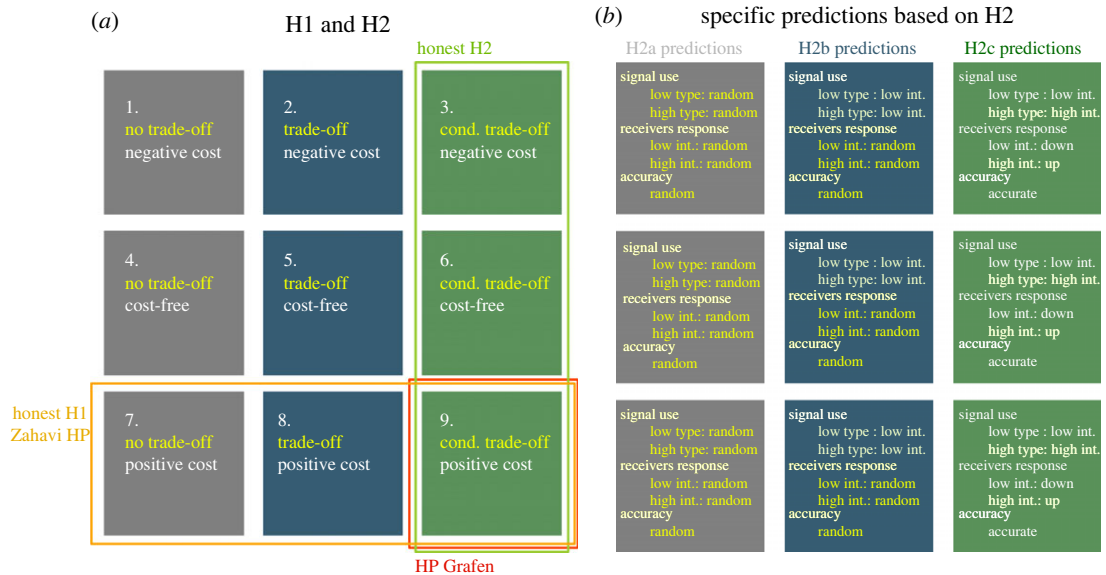 (a)
H1 and H2
honest H2
1.
no trade-off
negative cost
2.
trade-off
negative cost
3.
cond. trade-off
negative cost
4.
no trade-off
cost-free
5.
trade-off
cost-free
6.
cond. trade-off
cost-free
honest H1
Zahavi HP
7.
no trade-off
positive cost
8.
trade-off
positive cost
9.
cond. trade-off
positive cost
HP Grafen
(b)
specific predictions based on H2
H2a predictions
H2b predictions
H2c predictions
signal use
low type: random
high type: random
receivers response
low int.: random
high int.: random
accuracy
random
signal use
low type : low int.
high type: low int.
receivers response
low int.: random
high int.: random
accuracy
random
signal use
low type : low int.
high type: high int.
receivers response
low int.: down
high int.: up
accuracy
accurate
signal use
low type: random
high type: random
receivers response
low int.: random
high int.: random
accuracy
random
signal use
low type : low int.
high type: low int.
receivers response
low int.: random
high int.: random
accuracy
random
signal use
low type : low int.
high type: high int.
receivers response
low int.: down
high int.: up
accuracy
accurate
signal use
low type: random
high type: random
receivers response
low int.: random
high int.: random
accuracy
random
signal use
low type : low int.
high type: low int.
receivers response
low int.: random
high int.: random
accuracy
random
signal use
low type : low int.
high type: high int.
receivers response
low int.: down
high int.: up
accuracy
accurate